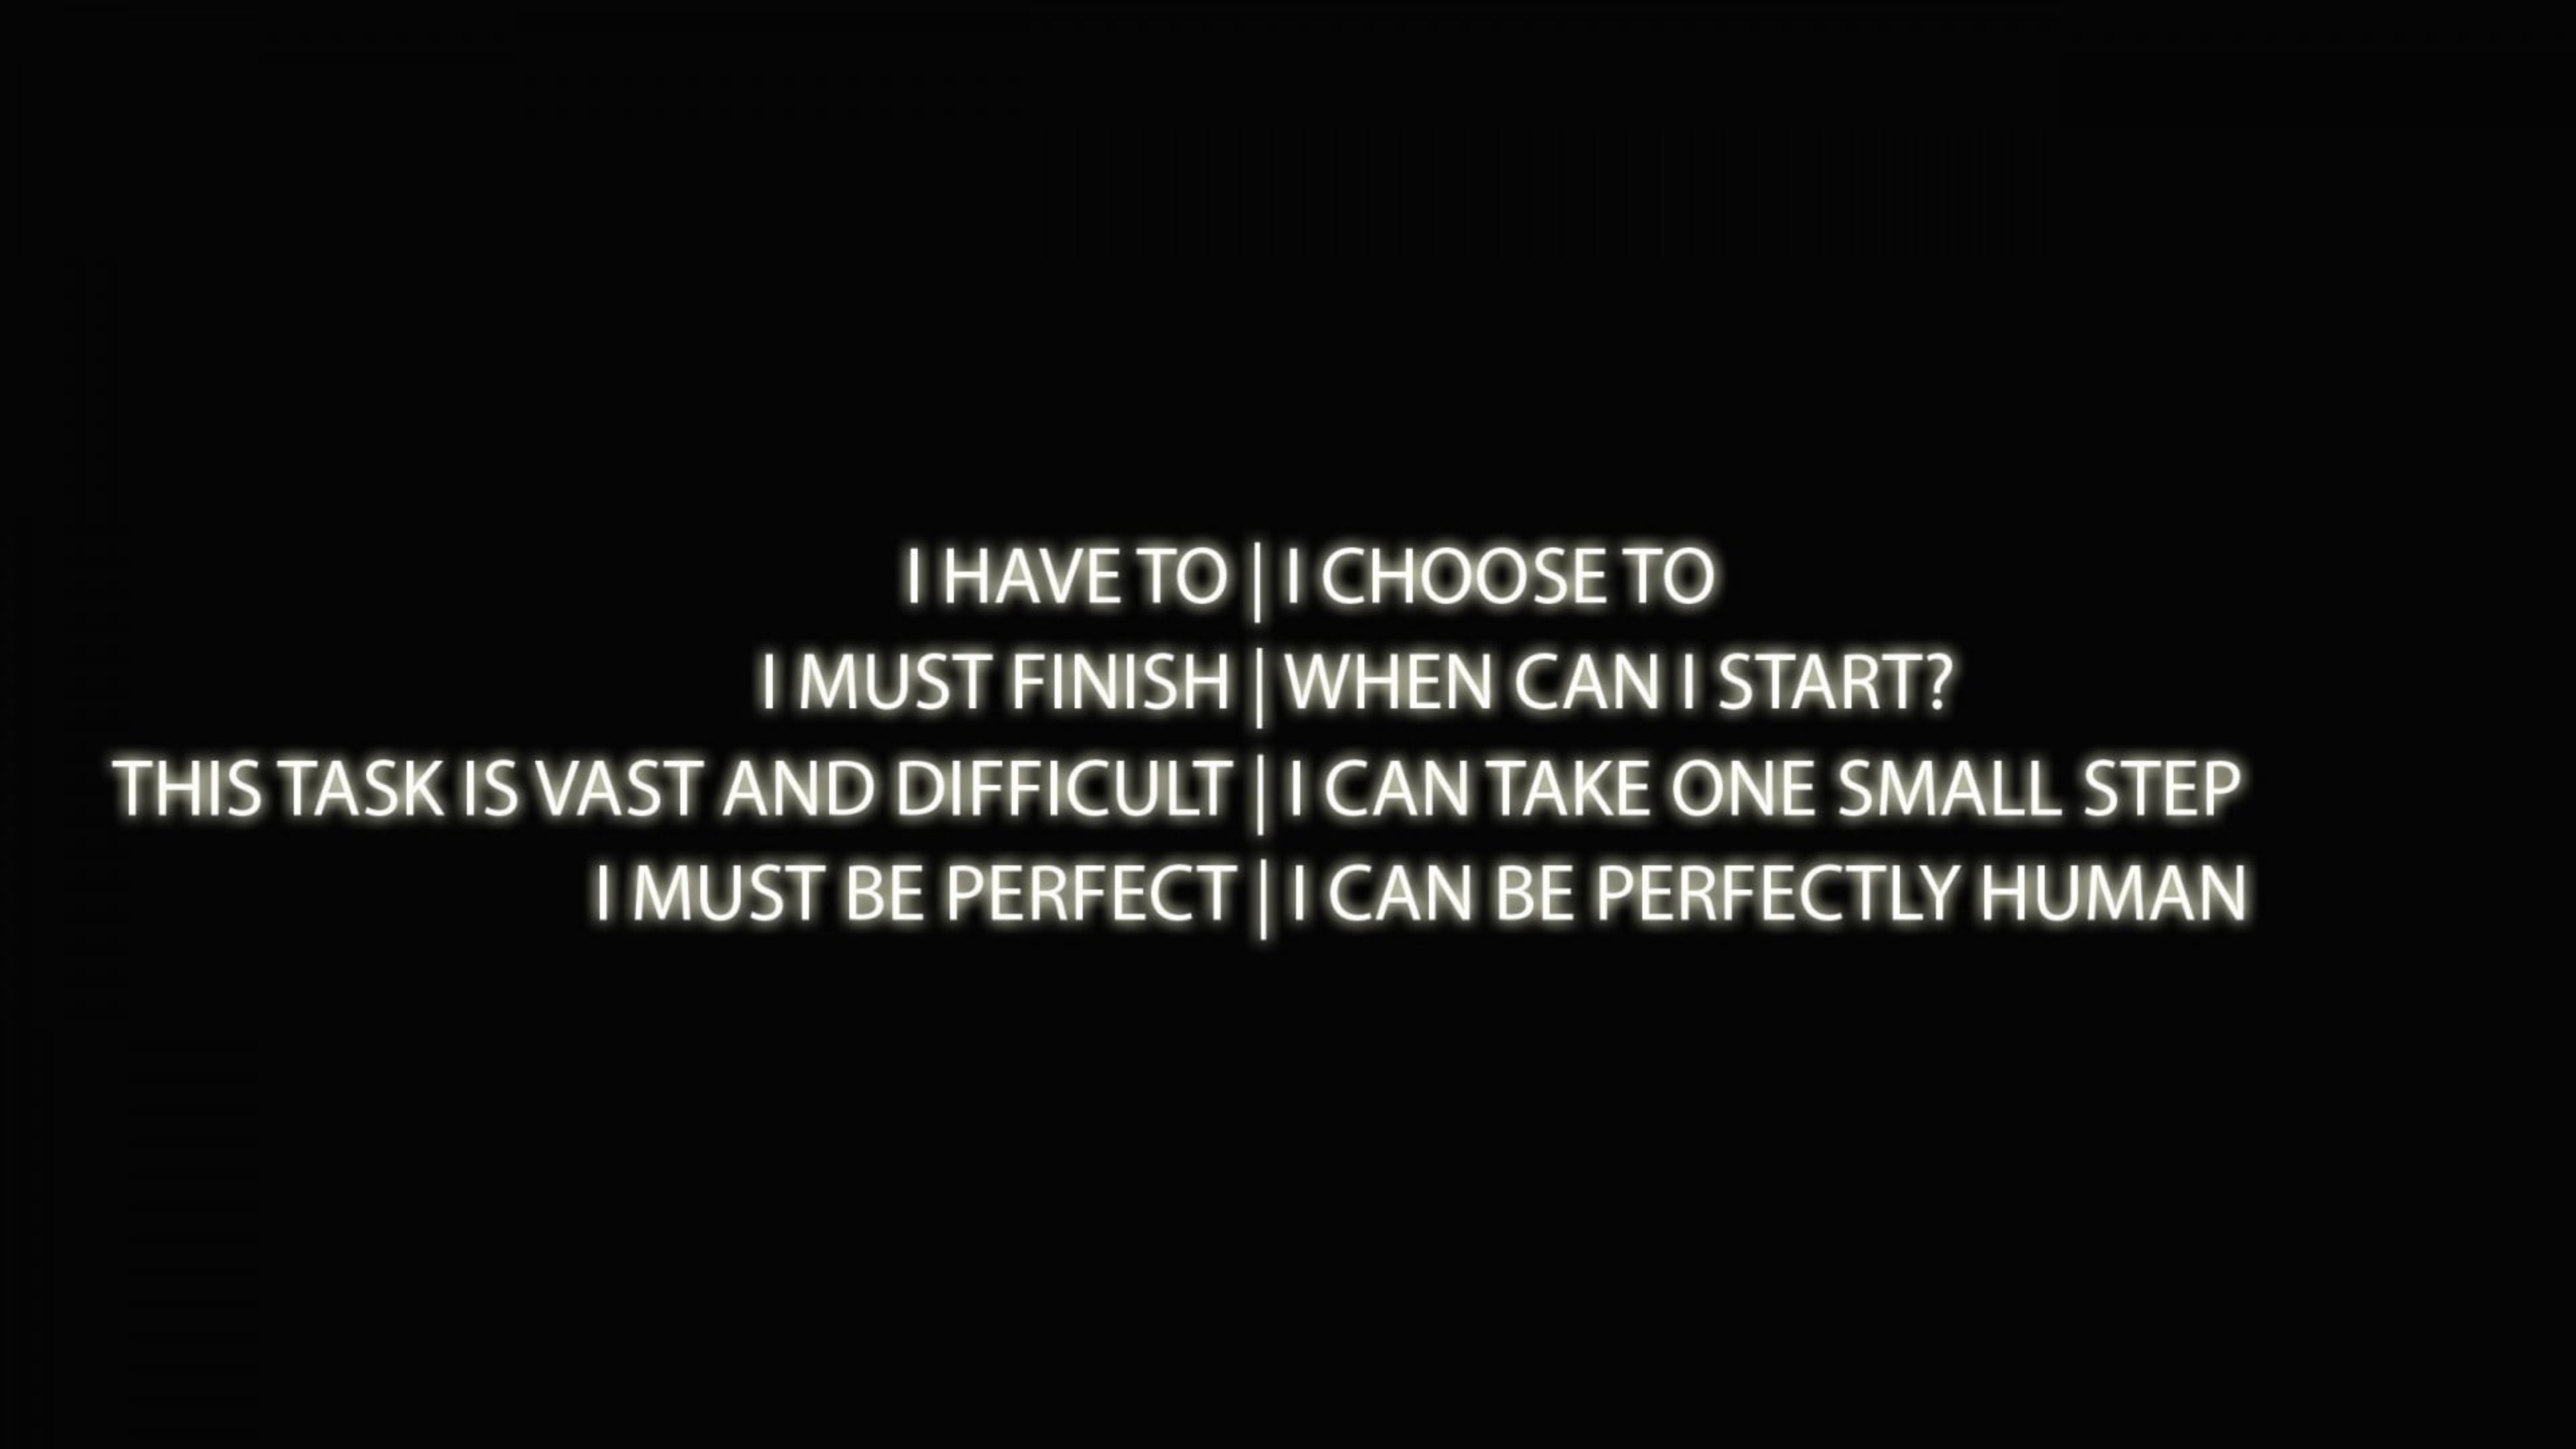 I HAVE TO | I CHOOSE TO
I MUST FINISH | WHEN CAN I START?
THIS TASK IS VAST AND DIFFICULT | I CAN TAKE ONE SMALL STEP
I MUST BE PERFECT | I CAN BE PERFECTLY HUMAN